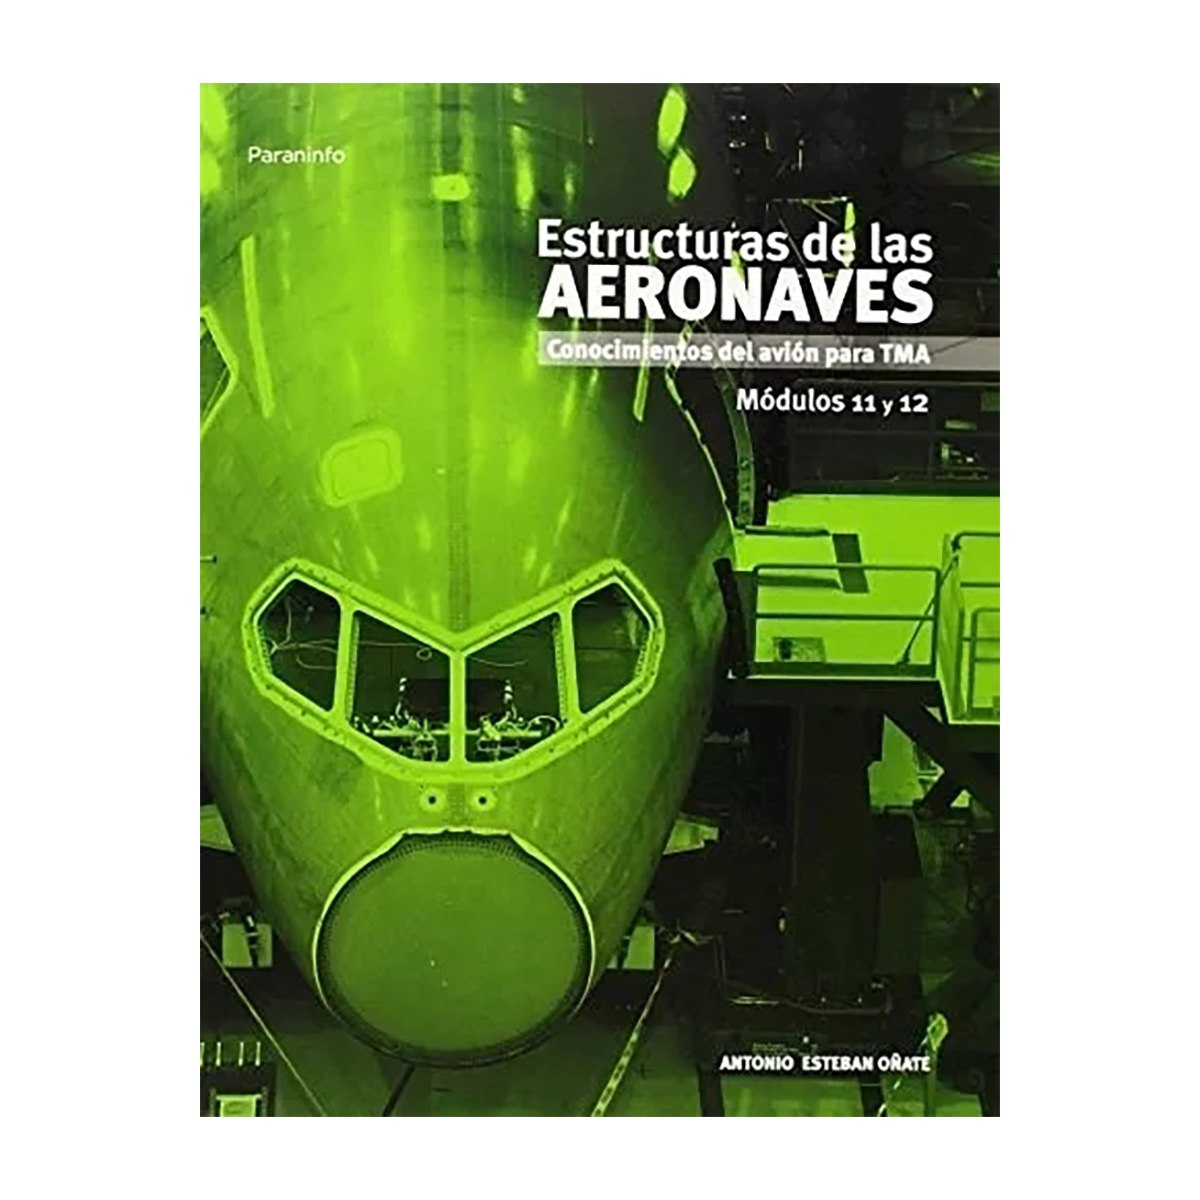 Paraninfo
Estructuras de las
AERONAVES
Conocimientos del avión para TMA
Módulos 11 y 12
ANTONIO ESTEBAN OÑATE